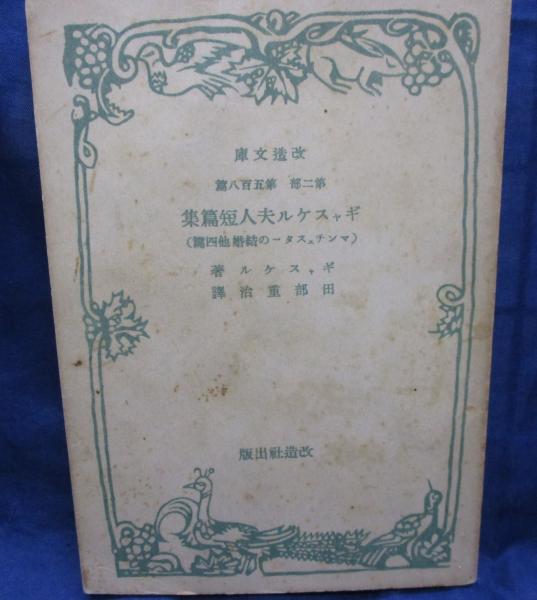 改造文庫
第二部 第五百八篇
ギャスケル夫人短篇集
(マンチェスターの結婚他四篇)
ギャスケル著
田部重治譯
改造社出版